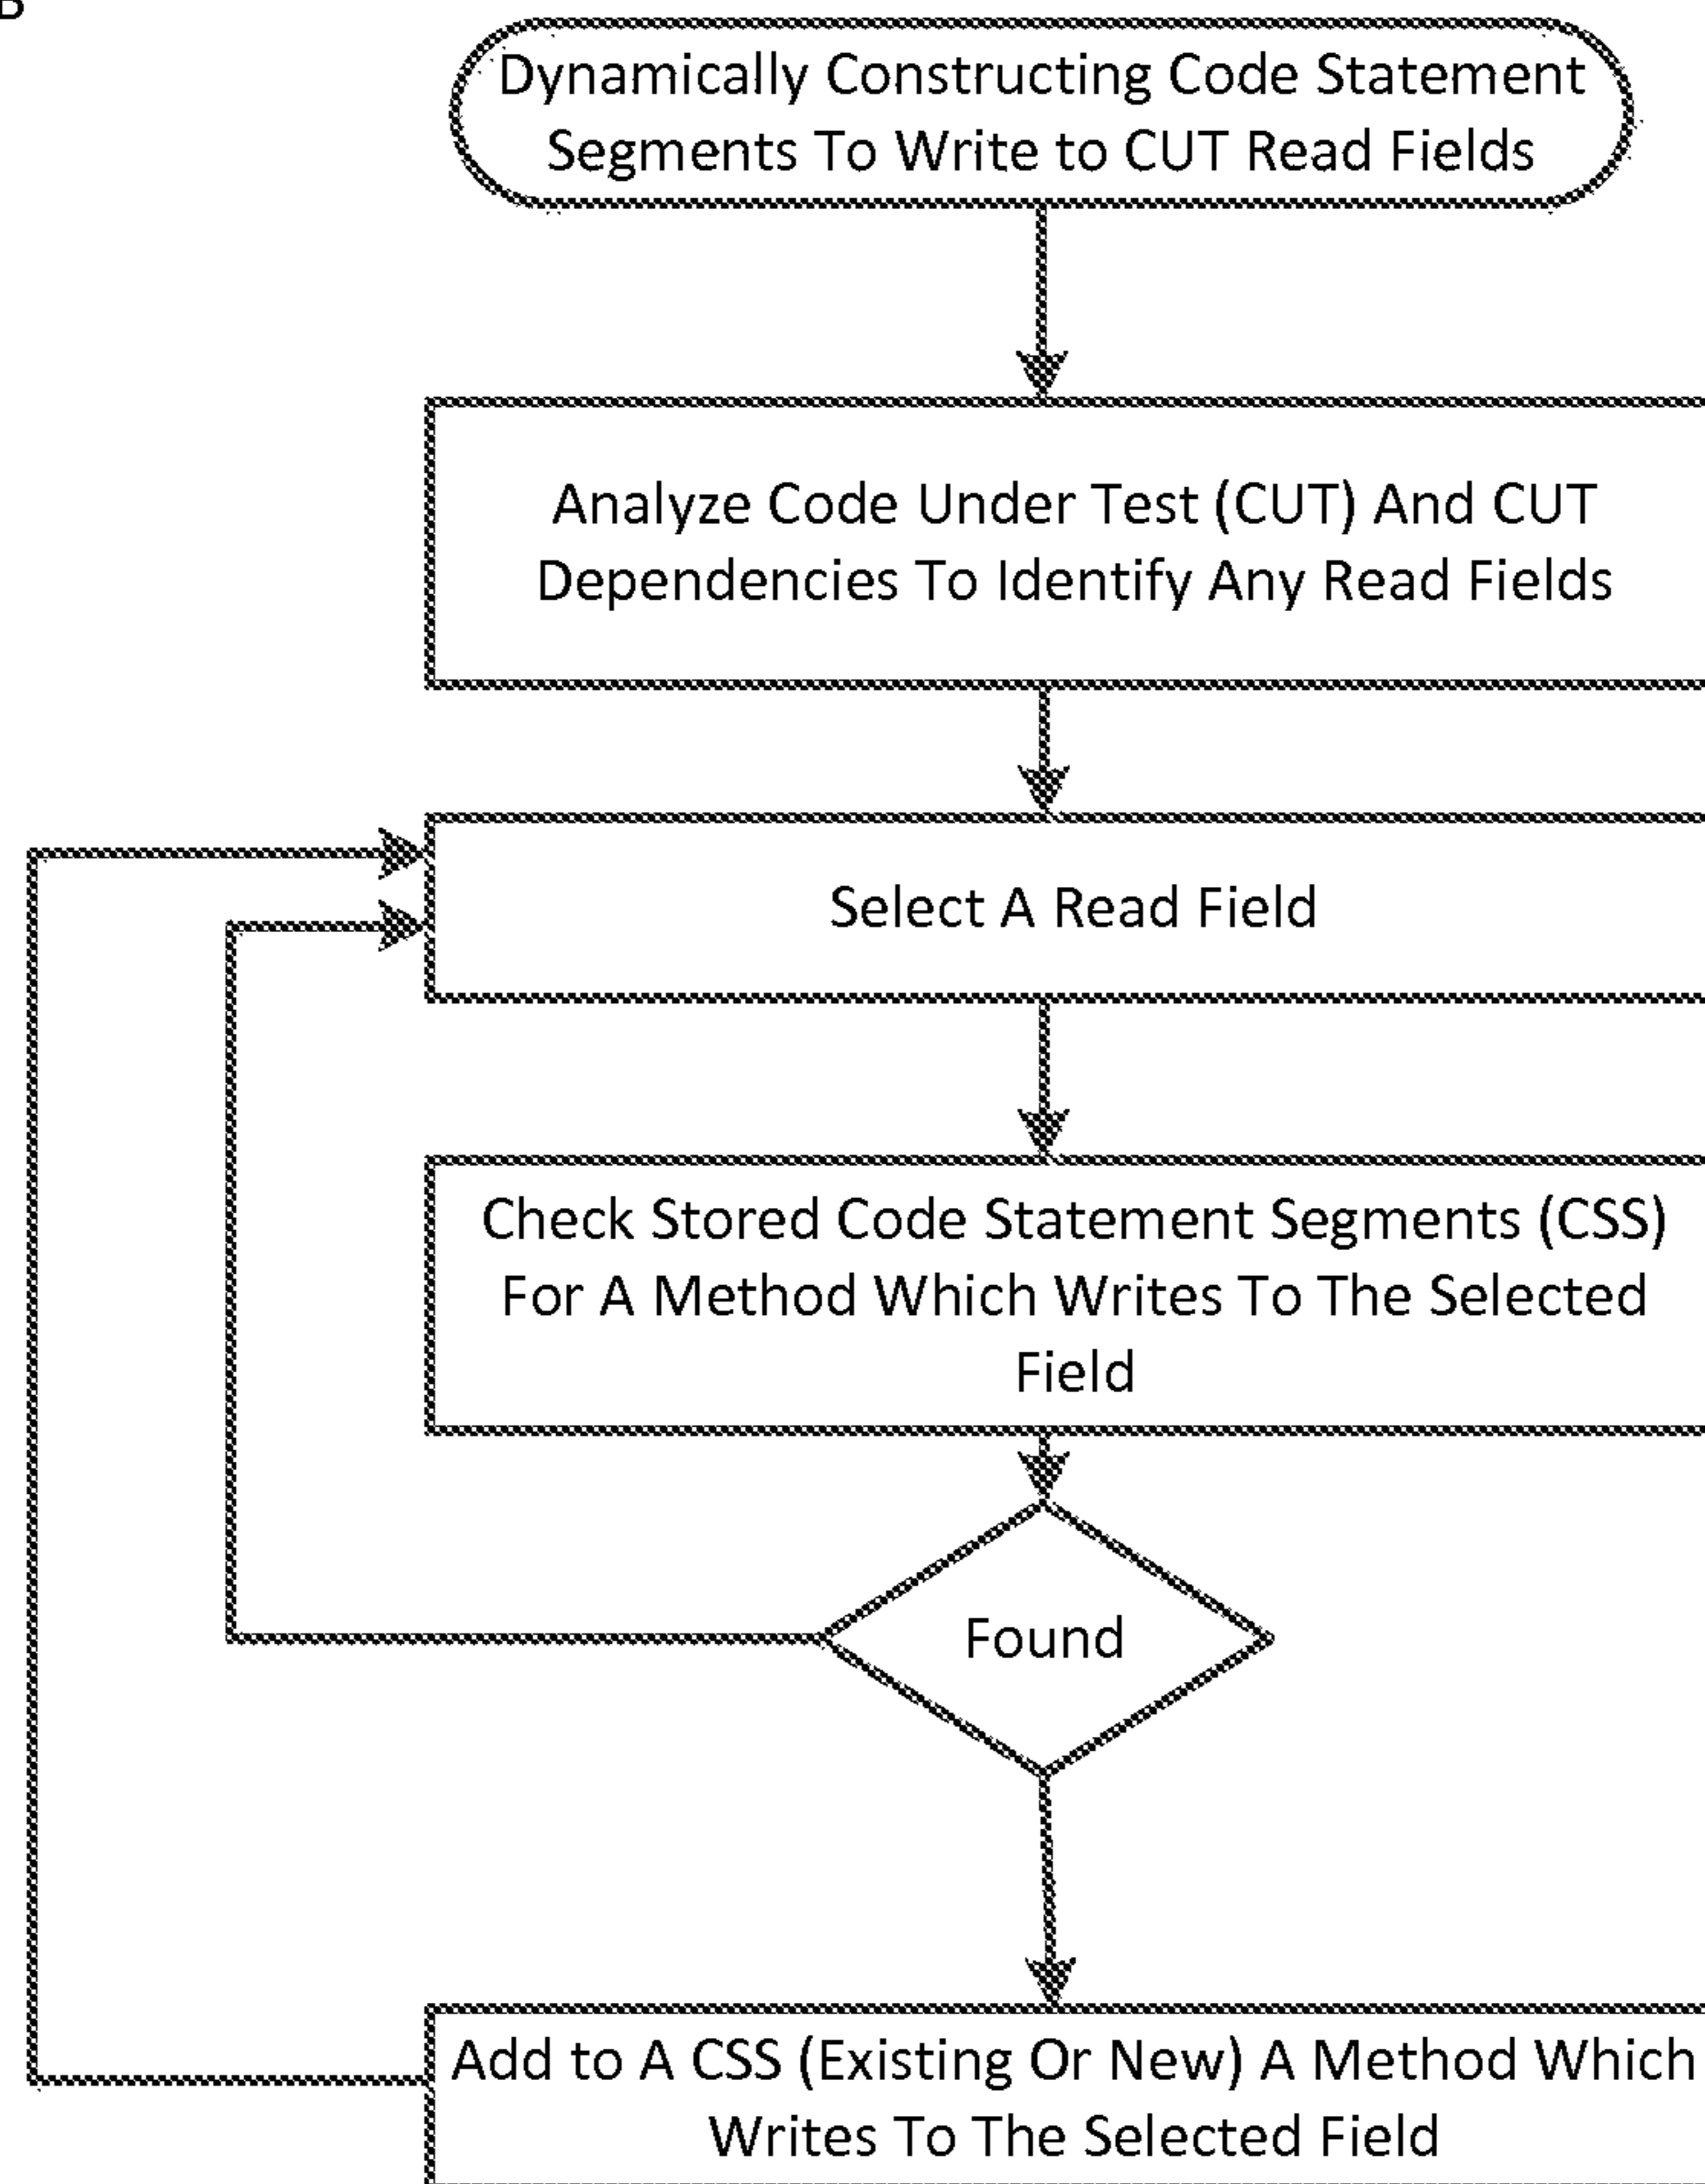 Dynamically Constructing Code Statement
Segments To Write to CUT Read Fields
Analyze Code Under Test (CUT) And CUT
Dependencies To Identify Any Read Fields
Select A Read Field
Check Stored Code Statement Segments (CSS)
For A Method Which Writes To The Selected
Field
Found
Add to A CSS (Existing Or New) A Method Which
Writes To The Selected Field